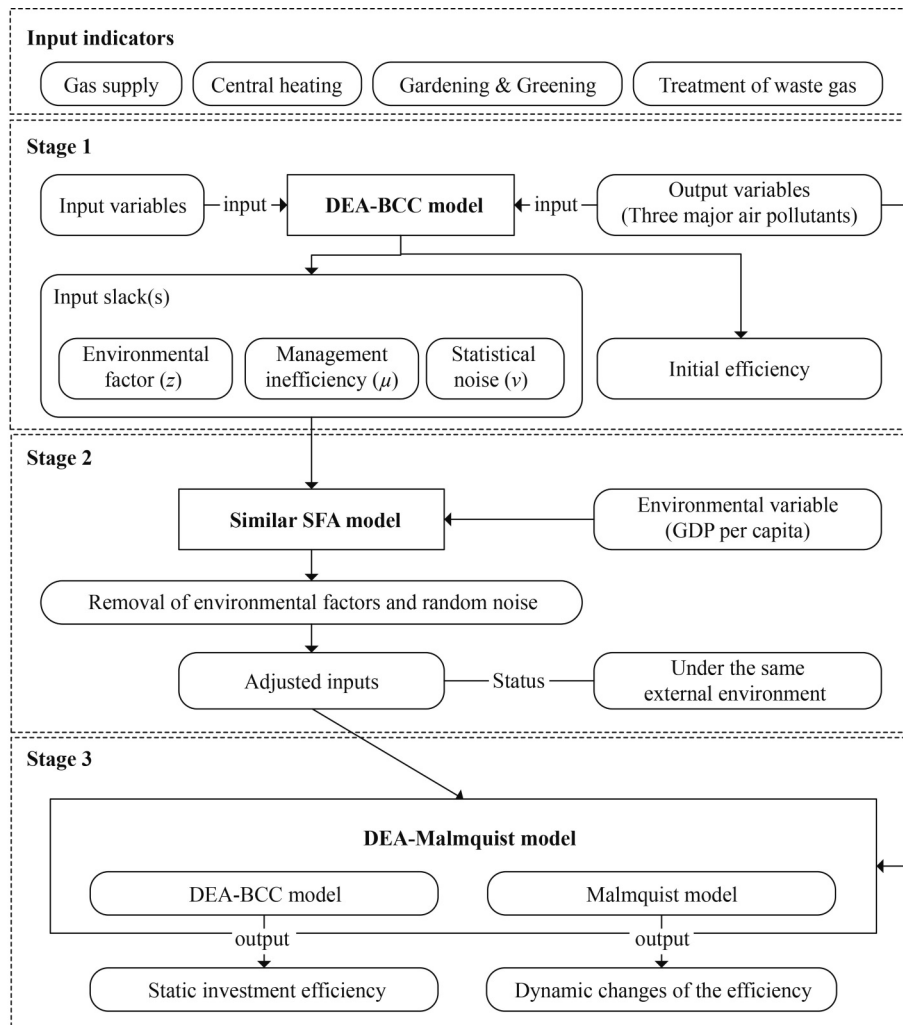 Input indicators
Gas supply
Central heating
Gardening & Greening
Treatment of waste gas
Stage 1
Input variables
input
DEA-BCC model
input
Output variables
(Three major air pollutants)
Input slack(s)
Environmental
factor (z)
Management
inefficiency (μ)
Statistical
noise (v)
Initial efficiency
Stage 2
Similar SFA model
Environmental variable
(GDP per capita)
Removal of environmental factors and random noise
Adjusted inputs
Status
Under the same
external environment
Stage 3
DEA-Malmquist model
DEA-BCC model
Malmquist model
output
output
Static investment efficiency
Dynamic changes of the efficiency